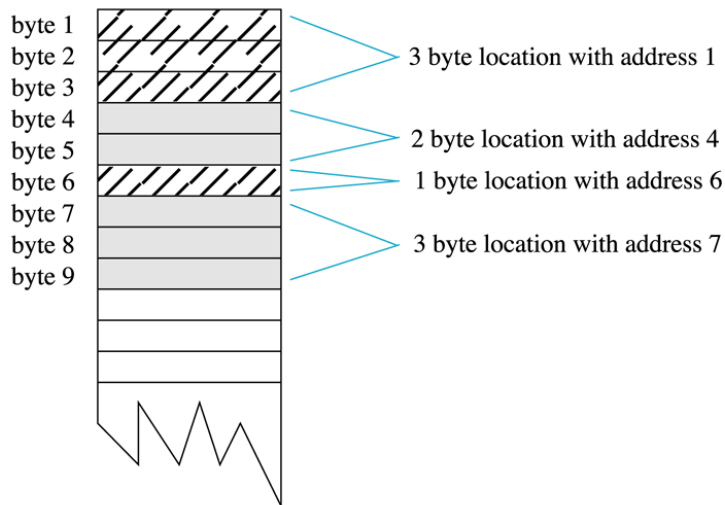 byte 1
byte 2
byte 3
byte 4
byte 5
byte 6
byte 7
byte 8
byte 9
3 byte location with address 1
2 byte location with address 4
1 byte location with address 6
3 byte location with address 7